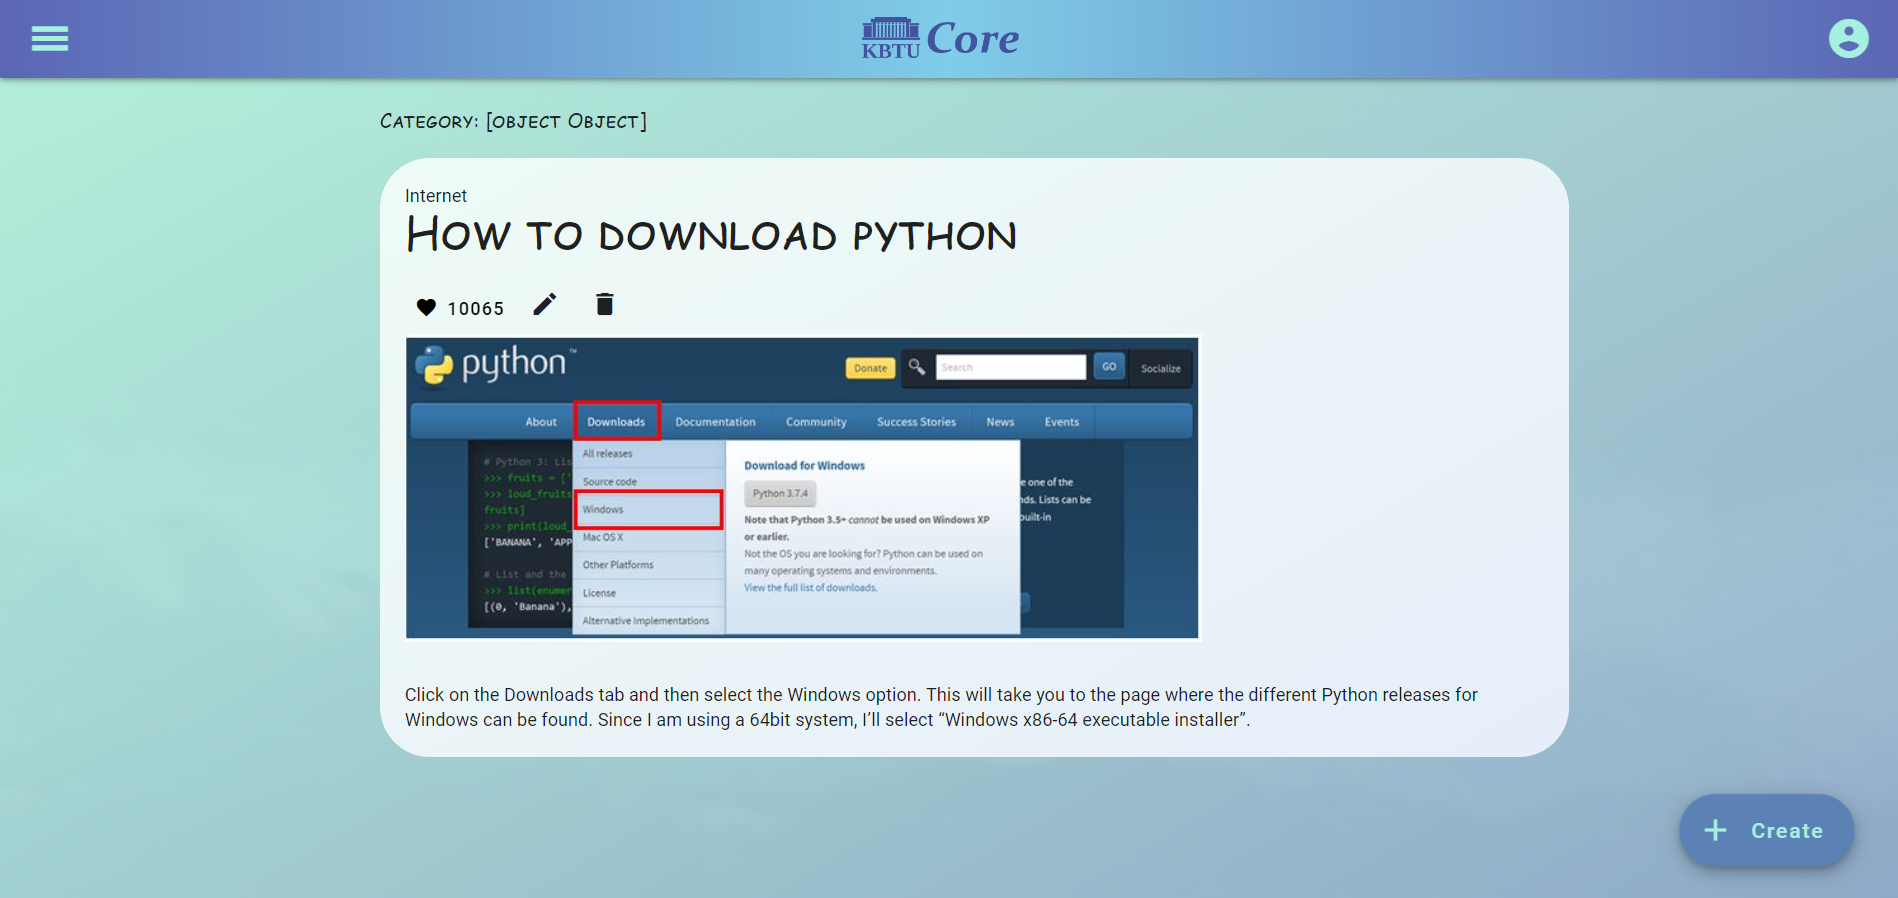 KBTU Core
Category: [object Object]
Internet
How to download python
10065
python™
Donate
Search
GO
Socialize
About
Downloads
Documentation
Community
Success Stories
News
Events
# Python 3: Lis
>>> fruits = ['
>>> loud_fruits
fruits]
>>> print(loud_
['BANANA', 'APP
# List and the
>>> list(enumer
[(0, 'Banana'),
All releases
Source code
Windows
Mac OS X
Other Platforms
License
Alternative Implementations
Download for Windows
Python 3.7.4
Note that Python 3.5+ cannot be used on Windows XP
or earlier.
Not the OS you are looking for? Python can be used on
many operating systems and environments.
View the full list of downloads.
e one of the
nds. Lists can be
built-in
Click on the Downloads tab and then select the Windows option. This will take you to the page where the different Python releases for
Windows can be found. Since I am using a 64bit system, I’ll select “Windows x86-64 executable installer”.
+ Create